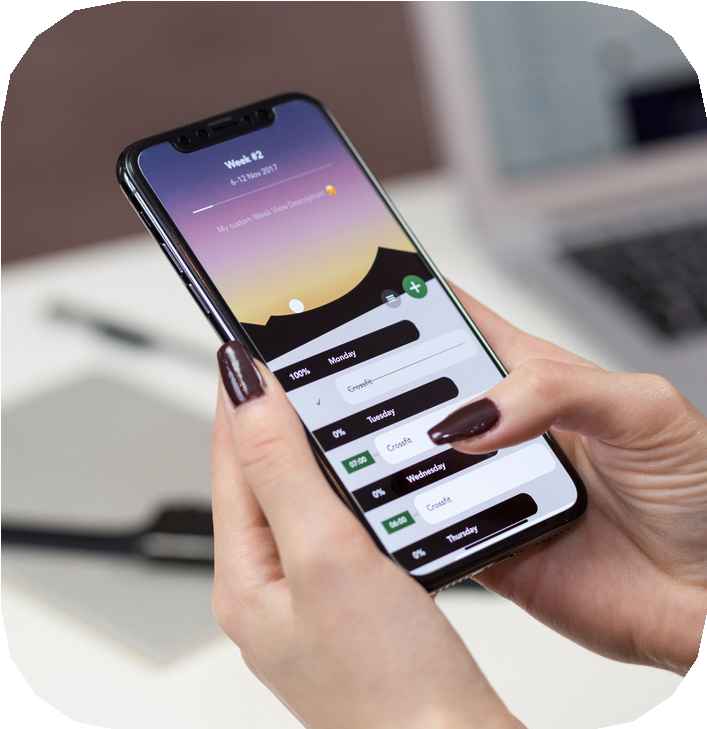 Week #2
6-12 Nov 2017
My custom Week View Description 😄
100% Monday
Crossfit
0% Tuesday
07:00 Crossfit
0% Wednesday
06:00 Crossfit
0% Thursday